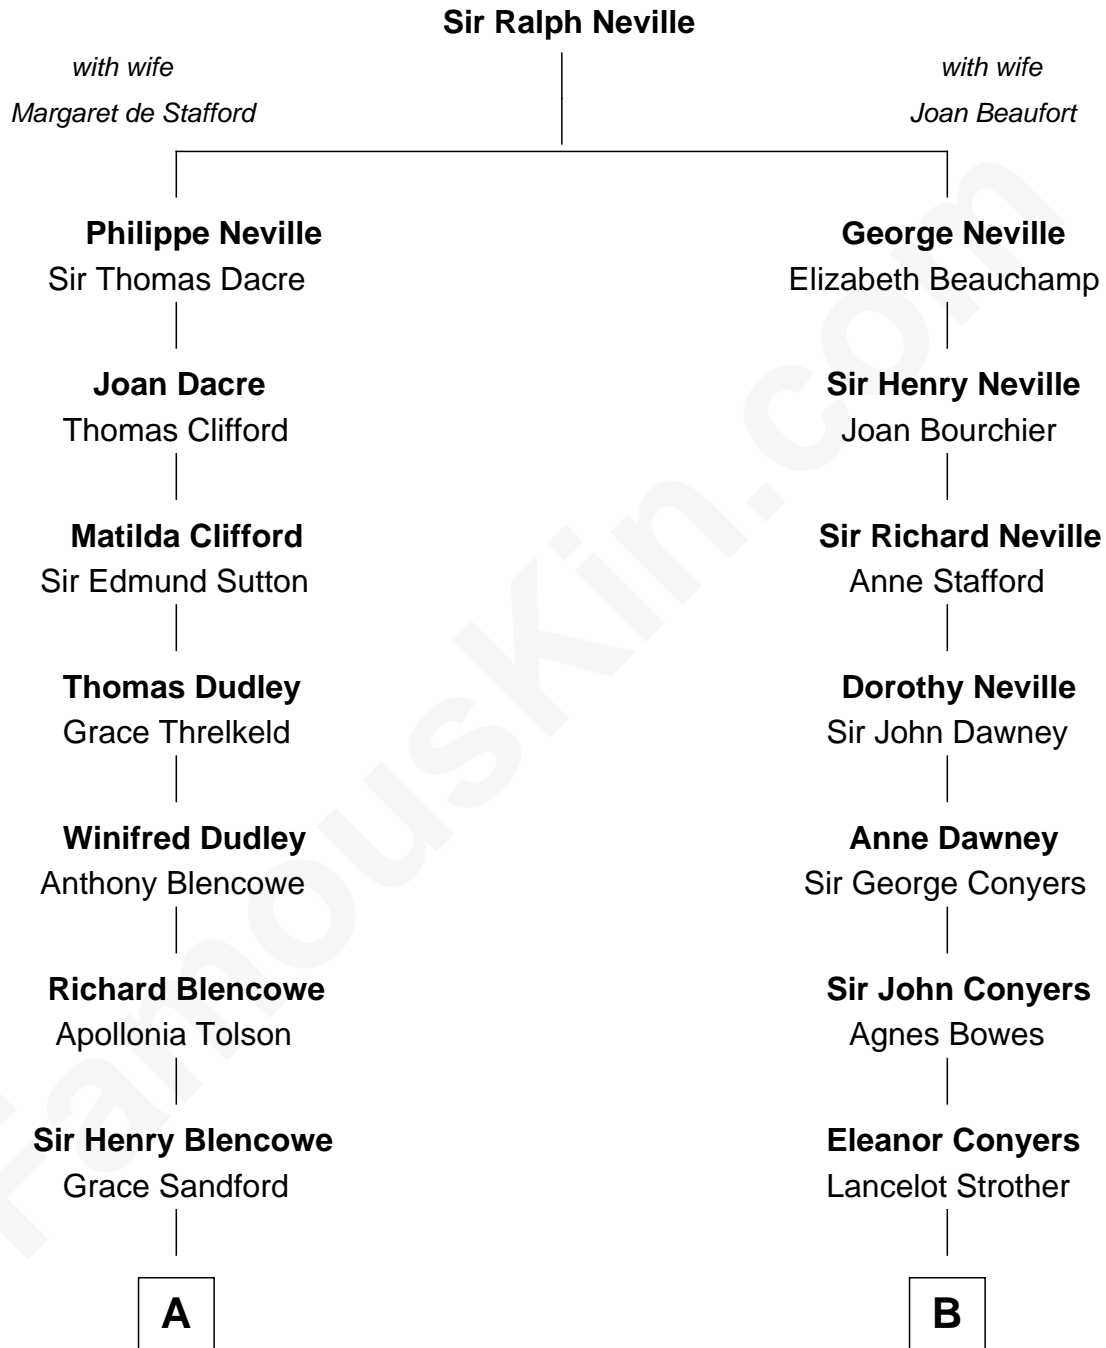 Sir Ralph Neville
with wife
Margaret de Stafford
with wife
Joan Beaufort
Philippe Neville
Sir Thomas Dacre
George Neville
Elizabeth Beauchamp
Joan Dacre
Thomas Clifford
Sir Henry Neville
Joan Bourchier
Matilda Clifford
Sir Edmund Sutton
Sir Richard Neville
Anne Stafford
Thomas Dudley
Grace Threlkeld
Dorothy Neville
Sir John Dawney
Winifred Dudley
Anthony Blencowe
Anne Dawney
Sir George Conyers
Richard Blencowe
Apollonia Tolson
Sir John Conyers
Agnes Bowes
Sir Henry Blencowe
Grace Sandford
Eleanor Conyers
Lancelot Strother
A
B
FamousKin.com